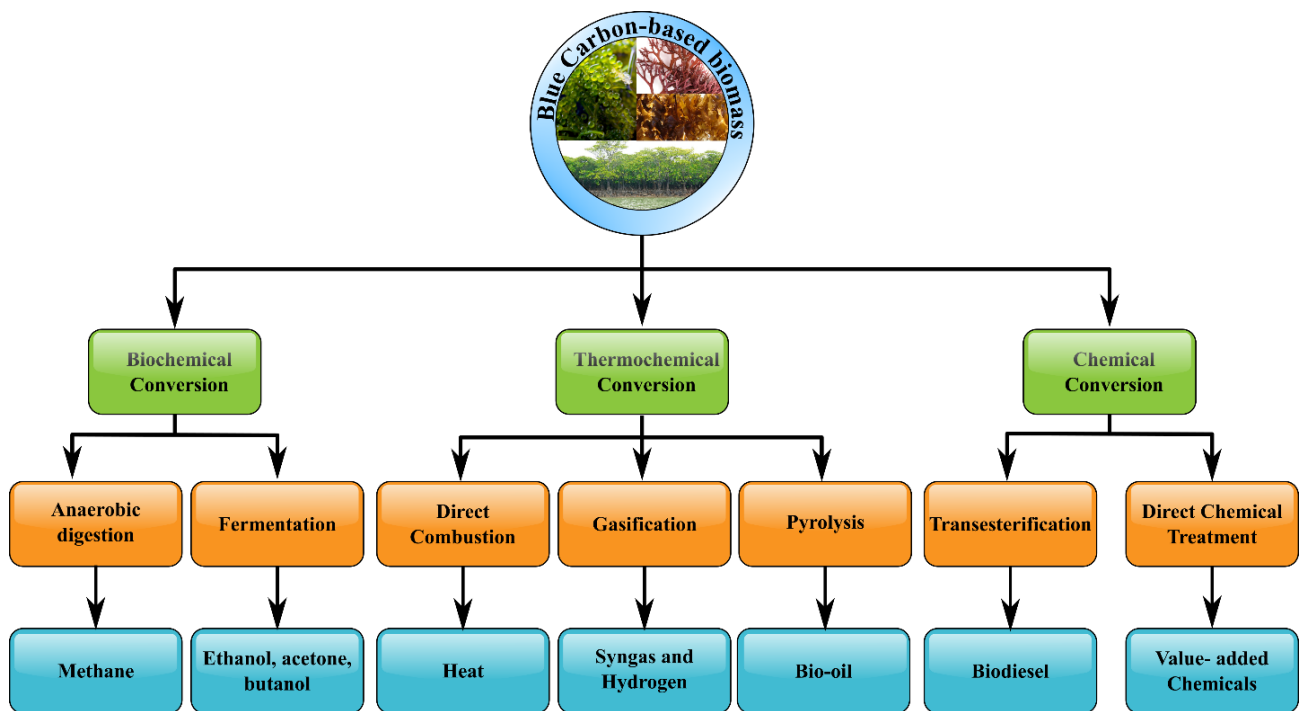 Blue Carbon-based biomass
Biochemical
Conversion
Thermochemical
Conversion
Chemical
Conversion
Anaerobic
digestion
Fermentation
Direct
Combustion
Gasification
Pyrolysis
Transesterification
Direct Chemical
Treatment
Methane
Ethanol, acetone,
butanol
Heat
Syngas and
Hydrogen
Bio-oil
Biodiesel
Value- added
Chemicals